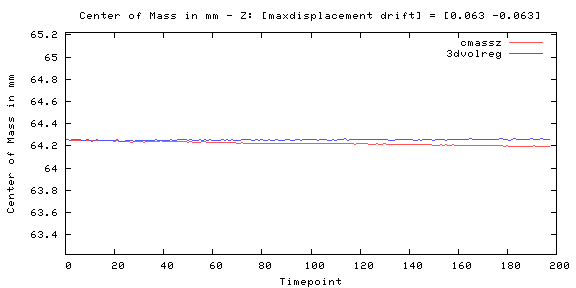 Center of Mass in mm - Z: [maxdisplacement drift] = [0.063 -0.063]
65.2
65
64.8
64.6
64.4
64.2
64
63.8
63.6
63.4
Center of Mass in mm
cmassz
3dvolreg
0 20 40 60 80 100 120 140 160 180 200
Timepoint